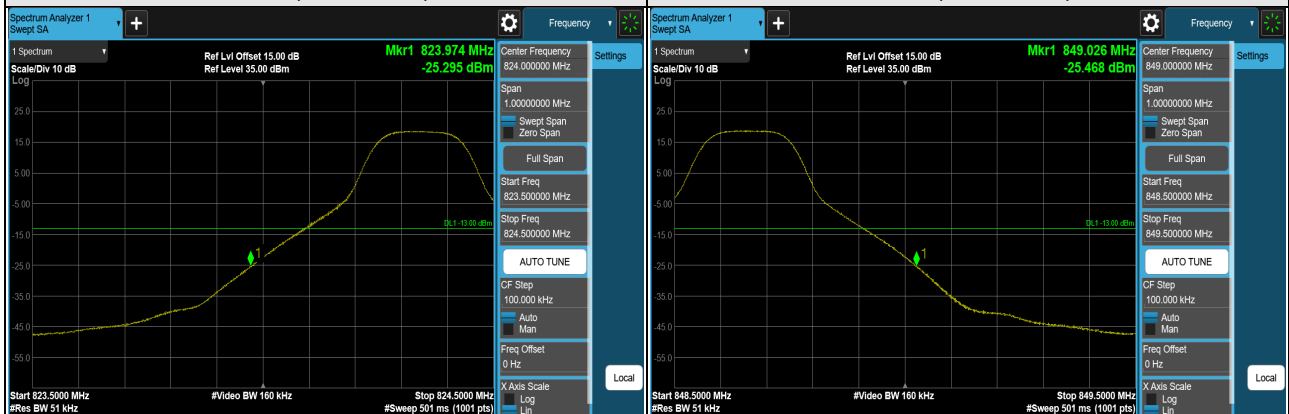 Spectrum Analyzer 1
Swept SA
+
Frequency
1 Spectrum
Scale/Div 10 dB
Log
Ref Lvl Offset 15.00 dB
Ref Level 35.00 dBm
Mkr1 823.974 MHz
-25.295 dBm
25.0
15.0
5.00
-5.00
-15.0
-25.0
-35.0
-45.0
-55.0
DL1 -13.00 dBm
1
Start 823.5000 MHz
#Res BW 51 kHz
#Video BW 160 kHz
Stop 824.5000 MHz
#Sweep 501 ms (1001 pts)
Center Frequency
824.000000 MHz
Span
1.00000000 MHz
Swept Span
Zero Span
Full Span
Start Freq
823.500000 MHz
Stop Freq
824.500000 MHz
AUTO TUNE
CF Step
100.000 kHz
Auto
Man
Freq Offset
0 Hz
X Axis Scale
Log
Lin
Settings
Local
Spectrum Analyzer 1
Swept SA
+
Frequency
1 Spectrum
Scale/Div 10 dB
Log
Ref Lvl Offset 15.00 dB
Ref Level 35.00 dBm
Mkr1 849.026 MHz
-25.468 dBm
25.0
15.0
5.00
-5.00
-15.0
-25.0
-35.0
-45.0
-55.0
DL1 -13.00 dBm
1
Start 848.5000 MHz
#Res BW 51 kHz
#Video BW 160 kHz
Stop 849.5000 MHz
#Sweep 501 ms (1001 pts)
Center Frequency
849.000000 MHz
Span
1.00000000 MHz
Swept Span
Zero Span
Full Span
Start Freq
848.500000 MHz
Stop Freq
849.500000 MHz
AUTO TUNE
CF Step
100.000 kHz
Auto
Man
Freq Offset
0 Hz
X Axis Scale
Log
Lin
Settings
Local